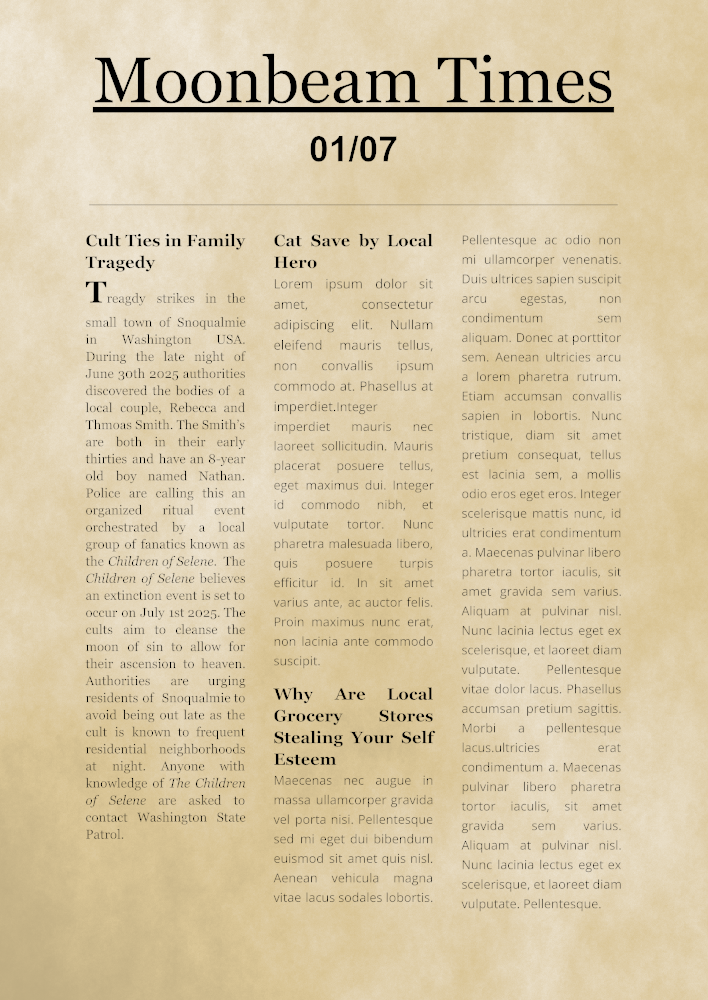 Moonbeam Times
01/07
Cult Ties in Family
Tragedy
Treagdy strikes in the
small town of Snoqualmie
in Washington USA.
During the late night of
June 30th 2025 authorities
discovered the bodies of a
local couple, Rebecca and
Thmoas Smith. The Smith's
are both in their early
thirties and have an 8-year
old boy named Nathan.
Police are calling this an
organized ritual event
orchestrated by a local
group of fanatics known as
the Children of Selene. The
Children of Selene believes
an extinction event is set to
occur on July 1st 2025. The
cults aim to cleanse the
moon of sin to allow for
their ascension to heaven.
Authorities are urging
residents of Snoqualmie to
avoid being out late as the
cult is known to frequent
residential neighborhoods
at night. Anyone with
knowledge of The Children
of Selene are asked to
contact Washington State
Patrol.
Cat Save by Local
Hero
Lorem ipsum dolor sit
amet, consectetur
adipiscing elit. Nullam
eleifend mauris tellus,
non convallis ipsum
commodo at. Phasellus at
imperdiet.Integer
imperdiet mauris nec
laoreet sollicitudin. Mauris
placerat posuere tellus,
eget maximus dui. Integer
id commodo nibh, et
vulputate tortor. Nunc
pharetra malesuada libero,
quis posuere turpis
efficitur id. In sit amet
varius ante, ac auctor felis.
Proin maximus nunc erat,
non lacinia ante commodo
suscipit.
Why Are Local
Grocery Stores
Stealing Your Self
Esteem
Maecenas nec augue in
massa ullamcorper gravida
vel porta nisi. Pellentesque
sed mi eget dui bibendum
euismod sit amet quis nisl.
Aenean vehicula magna
vitae lacus sodales lobortis.
Pellentesque ac odio non
mi ullamcorper venenatis.
Duis ultrices sapien suscipit
arcu egestas, non
condimentum sem
aliquam. Donec at porttitor
sem. Aenean ultricies arcu
a lorem pharetra rutrum.
Etiam accumsan convallis
sapien in lobortis. Nunc
tristique, diam sit amet
pretium consequat, tellus
est lacinia sem, a mollis
odio eros eget eros. Integer
scelerisque mattis nunc, id
ultricies erat condimentum
a. Maecenas pulvinar libero
pharetra tortor iaculis, sit
amet gravida sem varius.
Aliquam at pulvinar nisl.
Nunc lacinia lectus eget ex
scelerisque, et laoreet diam
vulputate. Pellentesque
vitae dolor lacus. Phasellus
accumsan pretium sagittis.
Morbi a pellentesque
lacus.ultricies erat
condimentum a. Maecenas
pulvinar libero pharetra
tortor iaculis, sit amet
gravida sem varius.
Aliquam at pulvinar nisl.
Nunc lacinia lectus eget ex
scelerisque, et laoreet diam
vulputate. Pellentesque.